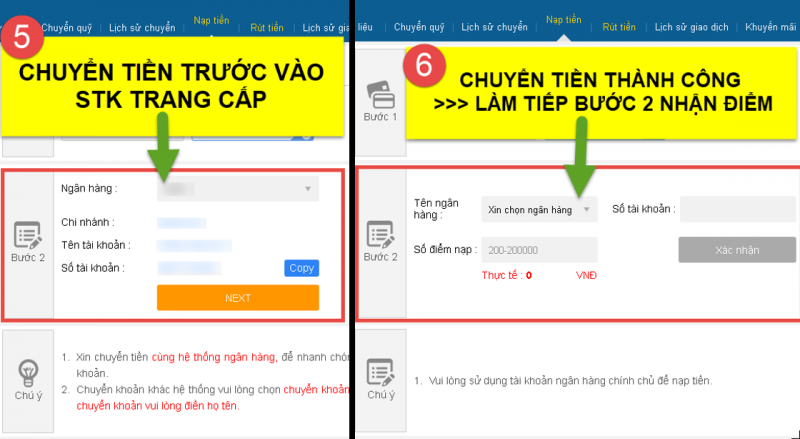 5
Chuyển quỹ
Lịch sử chuyển
Nạp tiền
Rút tiền
Lịch sử gia
CHUYỂN TIỀN TRƯỚC VÀO
STK TRANG CẤP
Bước 2
Ngân hàng :
Chi nhánh :
Tên tài khoản :
Số tài khoản :
Copy
NEXT
Chú ý
1. Xin chuyển tiền cùng hệ thống ngân hàng, để nhanh chón
khoản.
2. Chuyển khoản khác hệ thống vui lòng chọn chuyển khoản
chuyển khoản vui lòng điền họ tên.
liệu
Chuyển quỹ
Lịch sử chuyển
Nạp tiền
Rút tiền
Lịch sử giao dịch
Khuyến mãi
6
CHUYỂN TIỀN THÀNH CÔNG
>>> LÀM TIẾP BƯỚC 2 NHẬN ĐIỂM
Bước 1
Bước 2
Tên ngân
hàng :
Xin chọn ngân hàng
Số tài khoản :
Số điểm nạp :
200-200000
Xác nhận
Thực tế : 0 VNĐ
Chú ý
1. Vui lòng sử dụng tài khoản ngân hàng chính chủ để nạp tiền.